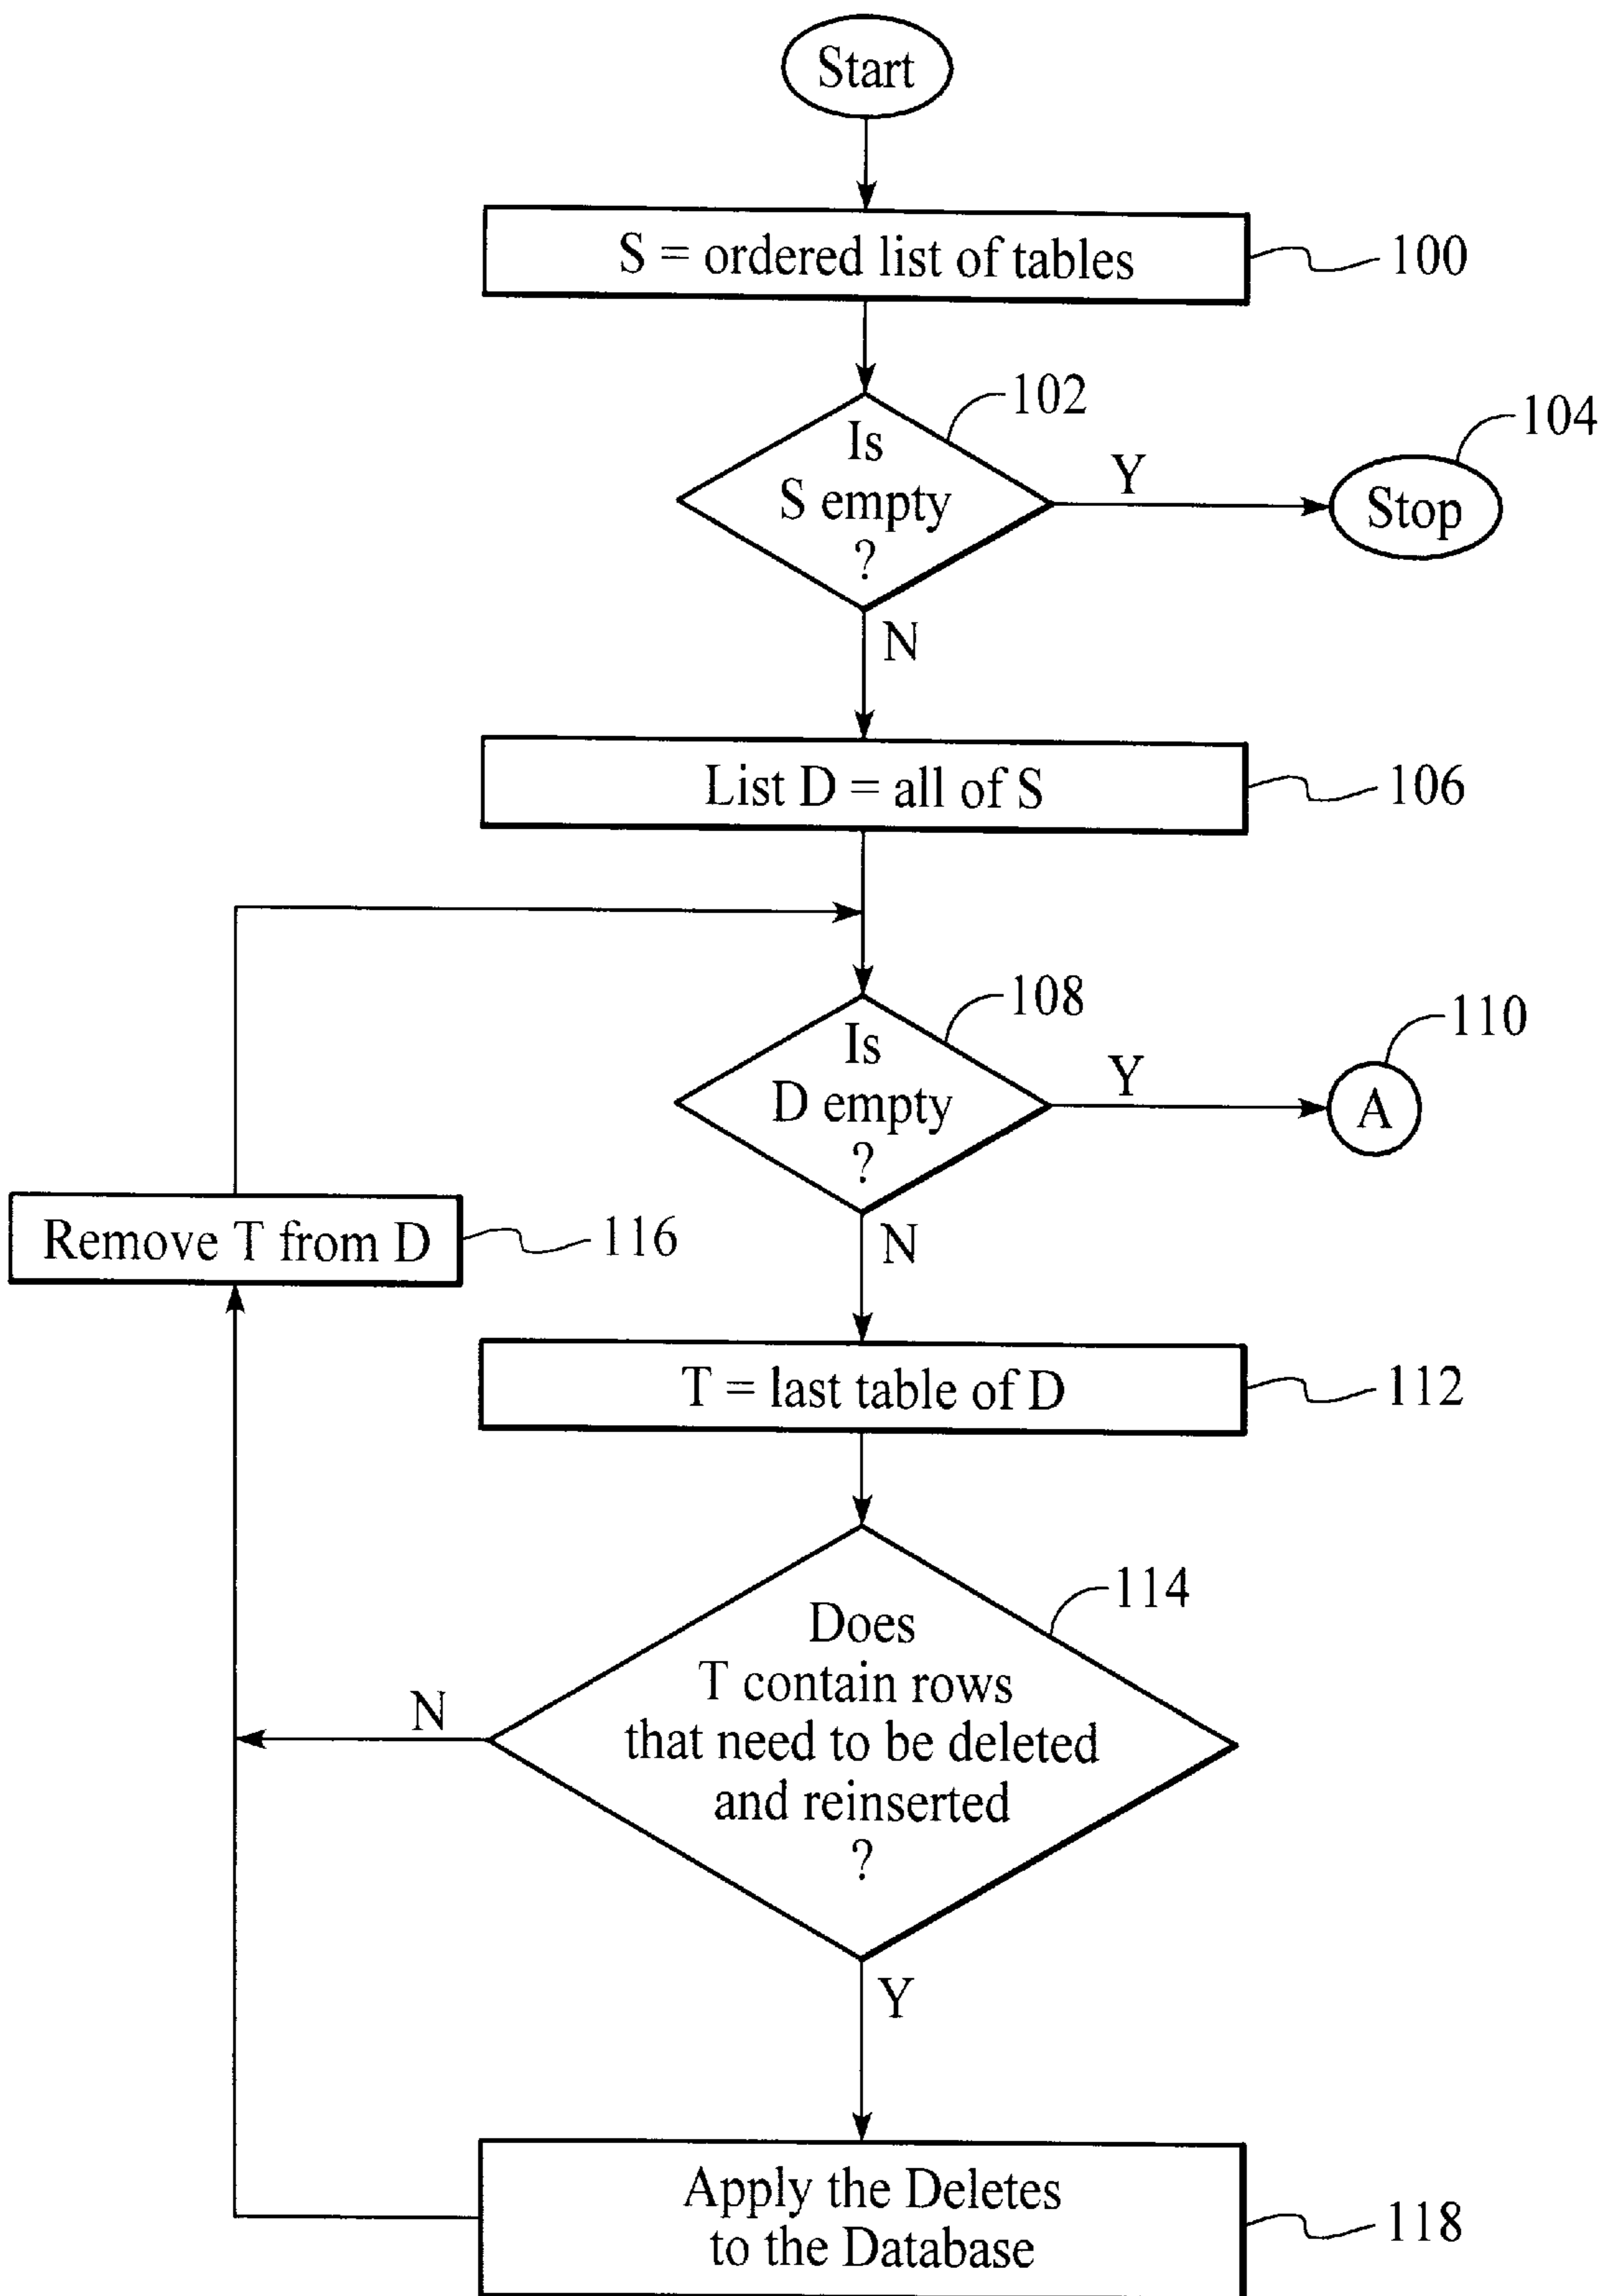 Start
S = ordered list of tables
100
102
Is
S empty
?
Y
104
Stop
N
List D = all of S
106
108
Is
D empty
?
Y
110
A
N
Remove T from D
116
T = last table of D
112
114
Does
T contain rows
that need to be deleted
and reinserted
?
N
Y
Apply the Deletes
to the Database
118